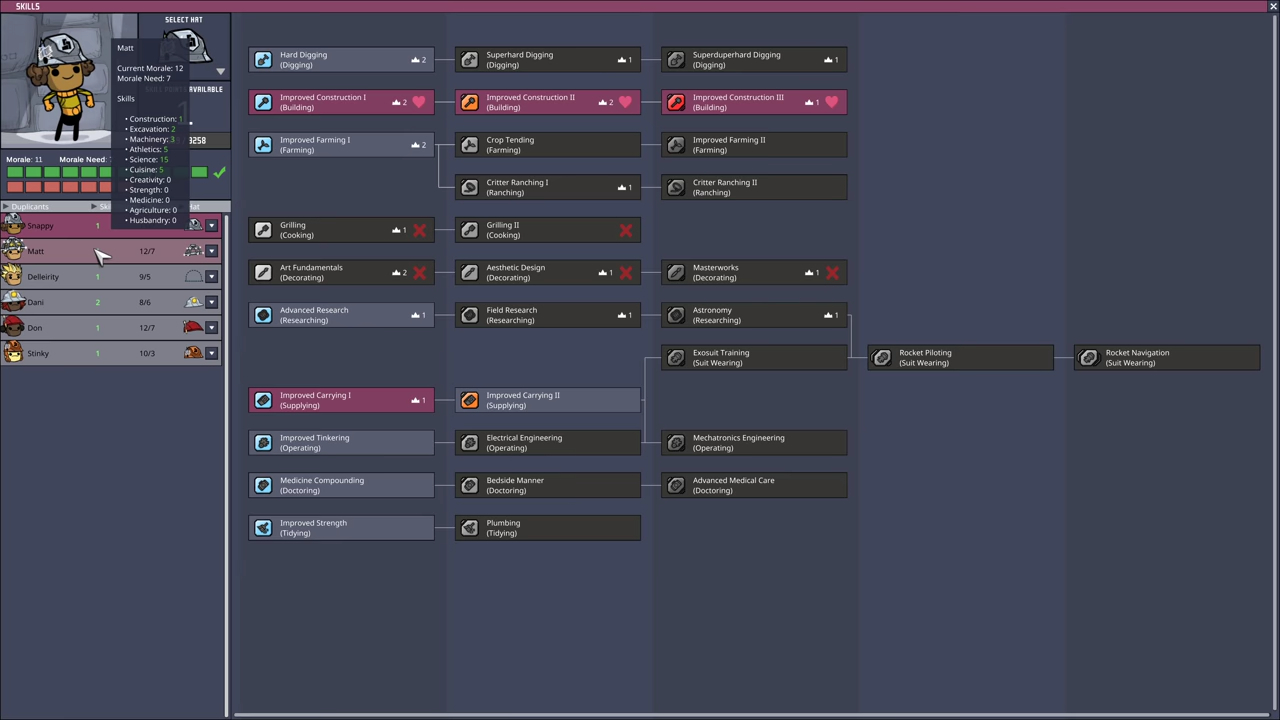 SKILLS
SELECT HAT
Matt
Current Morale: 12
Morale Need: 7
AVAILABLE
Skills
• Construction: 1
• Excavation: 2
• Machinery: 3
• Athletics: 5
• Science: 15
• Cuisine: 5
• Creativity: 0
• Strength: 0
• Medicine: 0
• Agriculture: 0
• Husbandry: 0
9258
Morale: 11
Morale Need:
Duplicants
Snappy 1
Matt 12/7
Delleirity 1 9/5
Dani 2 8/6
Don 1 12/7
Stinky 1 10/3
Hard Digging 2
(Digging)
Superhard Digging 1
(Digging)
Superduperhard Digging 1
(Digging)
Improved Construction I 2
(Building)
Improved Construction II 2
(Building)
Improved Construction III 1
(Building)
Improved Farming I 2
(Farming)
Crop Tending
(Farming)
Improved Farming II
(Farming)
Critter Ranching I 1
(Ranching)
Critter Ranching II
(Ranching)
Grilling 1
(Cooking)
Grilling II
(Cooking)
Art Fundamentals 2
(Decorating)
Aesthetic Design 1
(Decorating)
Masterworks 1
(Decorating)
Advanced Research 1
(Researching)
Field Research 1
(Researching)
Astronomy 1
(Researching)
Exosuit Training
(Suit Wearing)
Rocket Piloting
(Suit Wearing)
Rocket Navigation
(Suit Wearing)
Improved Carrying I 1
(Supplying)
Improved Carrying II
(Supplying)
Improved Tinkering
(Operating)
Electrical Engineering
(Operating)
Mechatronics Engineering
(Operating)
Medicine Compounding
(Doctoring)
Bedside Manner
(Doctoring)
Advanced Medical Care
(Doctoring)
Improved Strength
(Tidying)
Plumbing
(Tidying)